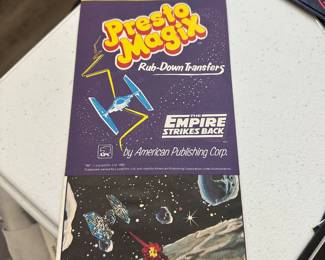 Presto
Magix
Rub-Down Transfers
THE
EMPIRE
STRIKES BACK
by American Publishing Corp.